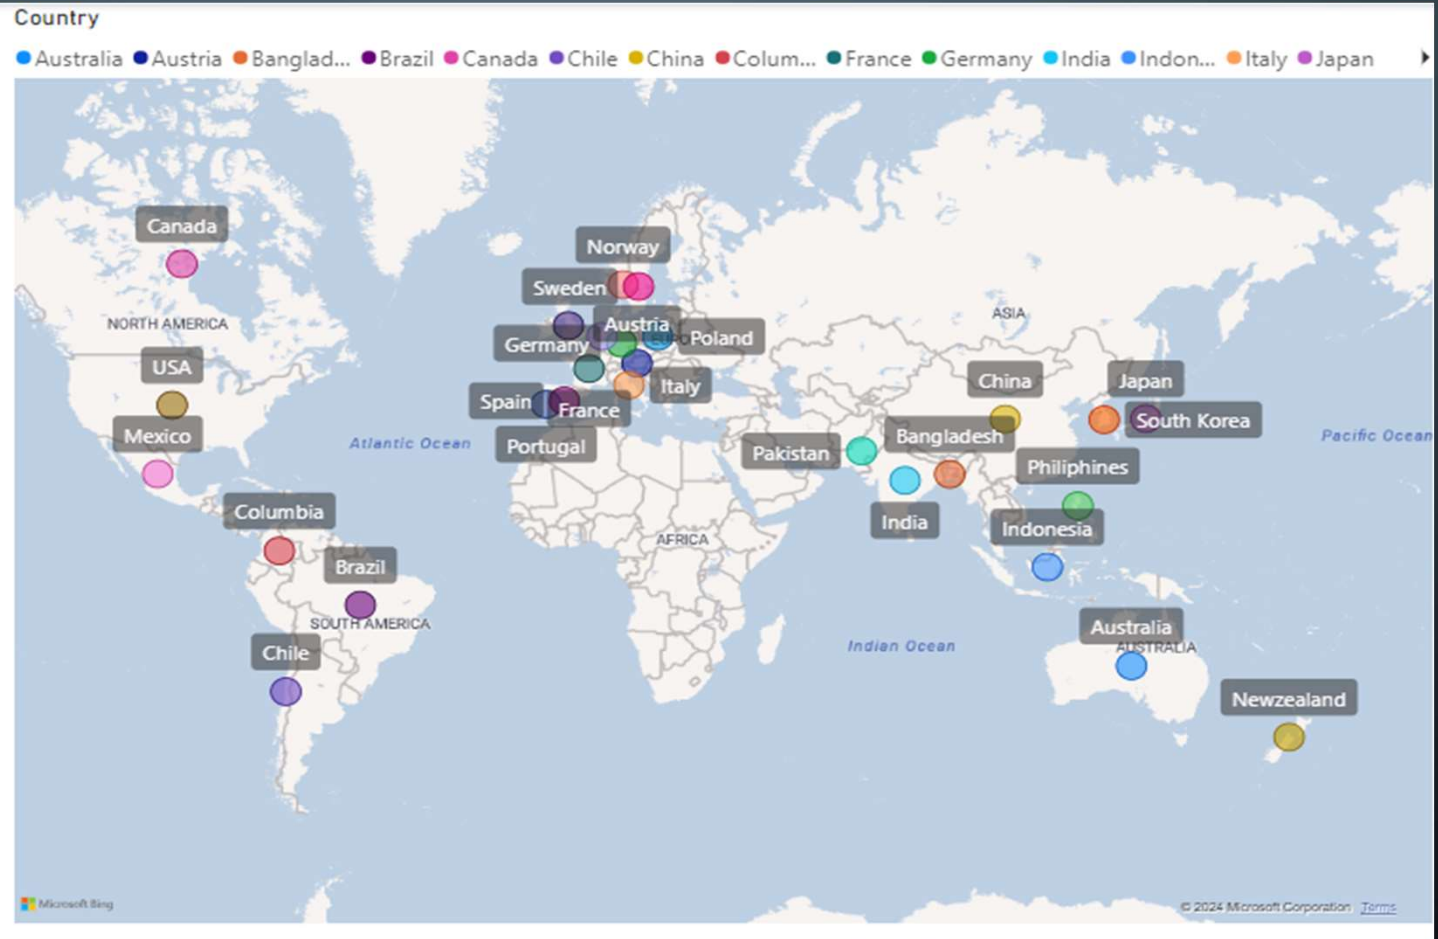 Country
Australia Austria Banglad... Brazil Canada Chile China Colum... France Germany India Indon... Italy Japan
Canada
Norway
Sweden
NORTH AMERICA
ASIA
Austria
Germany
Poland
USA
China
Japan
Italy
Spain
France
South Korea
Mexico
Atlantic Ocean
Bangladesh
Pacific Ocean
Portugal
Pakistan
Philiphines
Columbia
India
Indonesia
AFRICA
Brazil
SOUTH AMERICA
Australia
Chile
Indian Ocean
AUSTRALIA
Newzealand
Microsoft Bing
© 2024 Microsoft Corporation Terms